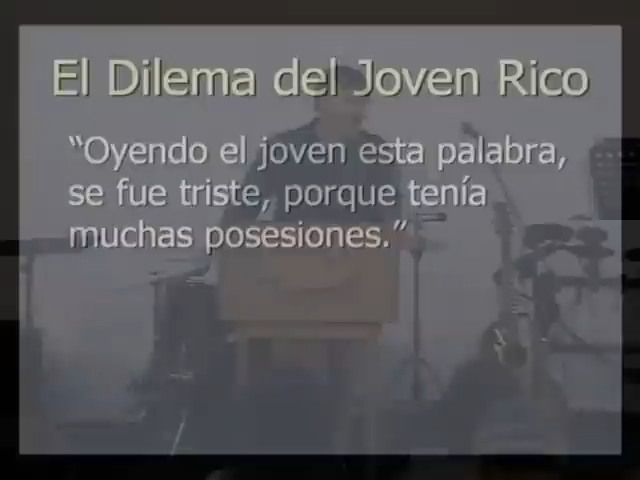 El Dilema del Joven Rico
“Oyendo el joven esta palabra,
se fue triste, porque tenía
muchas posesiones.”